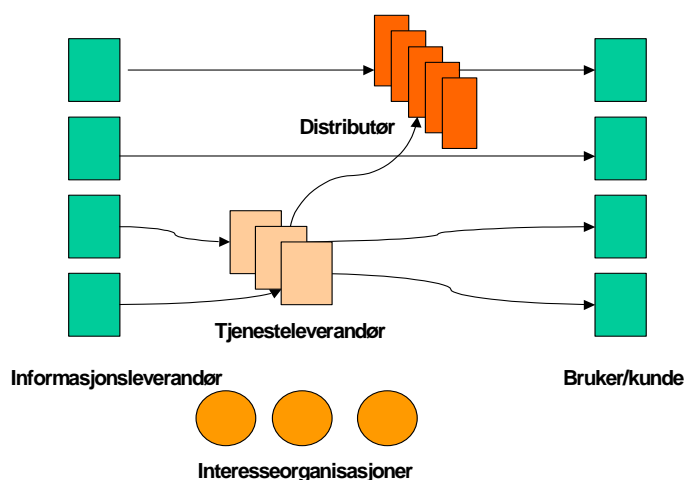 Distributør
Tjenesteleverandør
Informasjonsleverandør
Bruker/kunde
Interesseorganisasjoner